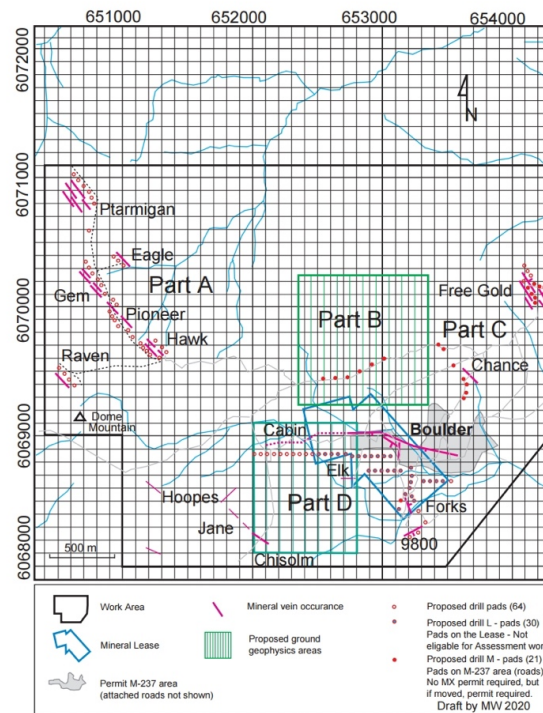 651000
652000
653000
654000
6072000
6071000
6070000
6069000
6068000
N
Ptarmigan
Eagle
Part A
Gem
Pioneer
Hawk
Raven
Dome
Mountain
Part B
Free Gold
Part C
Chance
Cabin
Boulder
Elk
Hoopes
Part D
Forks
Jane
9800
Chisolm
500 m
Work Area
Mineral Lease
Permit M-237 area
(attached roads not shown)
Mineral vein occurance
Proposed ground
geophysics areas
Proposed drill pads (64)
Proposed drill L - pads (30)
Pads on the Lease - Not
eligable for Assessment wor
Proposed drill M - pads (21)
Pads on M-237 area (roads)
No MX permit required, but
if moved, permit required.
Draft by MW 2020